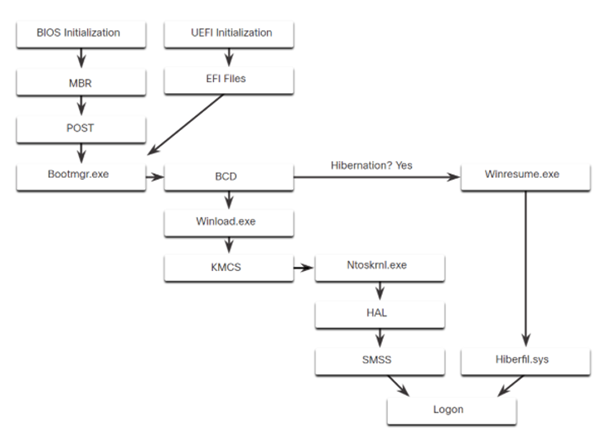 BIOS Initialization
UEFI Initialization
MBR
EFI Files
POST
Bootmgr.exe
BCD
Hibernation? Yes
Winresume.exe
Winload.exe
KMCS
Ntoskrnl.exe
HAL
SMSS
Hiberfil.sys
Logon